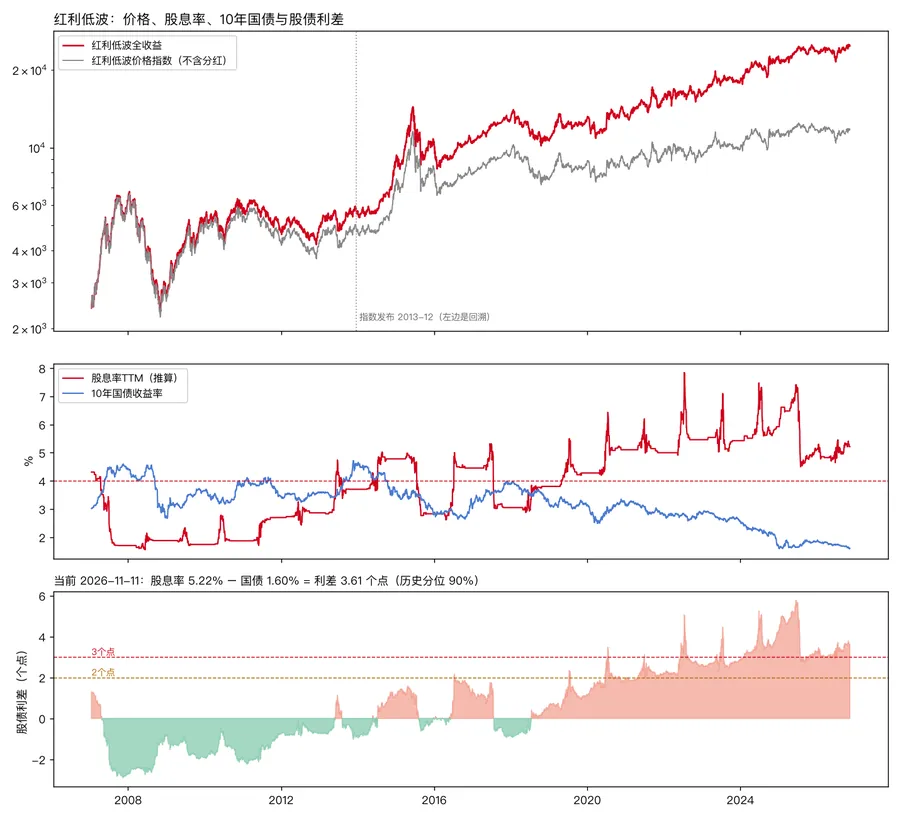 红利低波：价格、股息率、10年国债与股债利差
红利低波全收益
红利低波价格指数（不含分红）
2 × 10⁴
10⁴
6 × 10³
4 × 10³
3 × 10³
2 × 10³
指数发布 2013-12（左边是回溯）
股息率TTM（推算）
10年国债收益率
8
7
6
5
4
3
2
%
当前 2026-11-11：股息率 5.22% − 国债 1.60% = 利差 3.61 个点（历史分位 90%）
6
4
2
0
−2
股债利差（个点）
3个点
2个点
2008
2012
2016
2020
2024